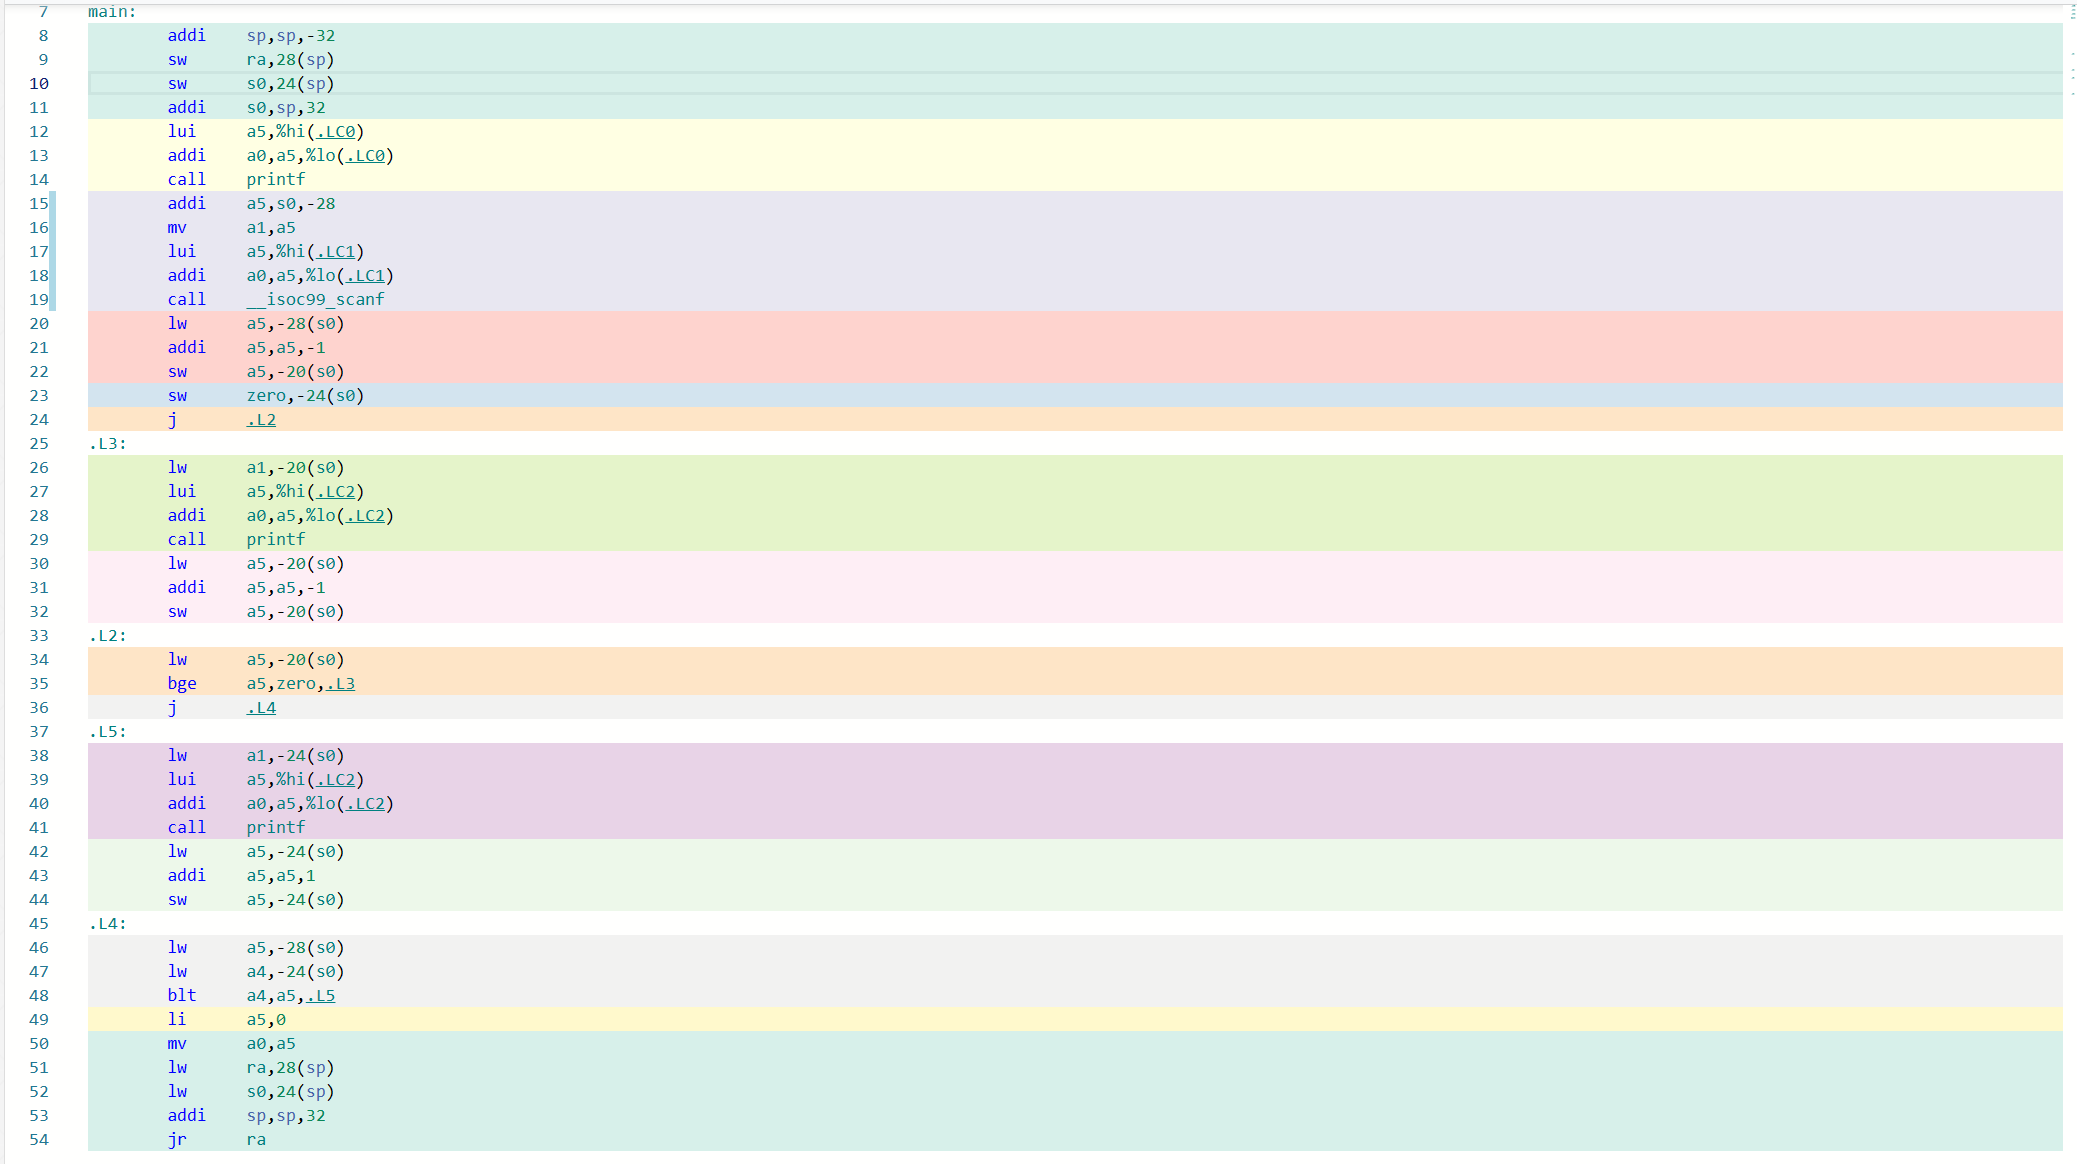 7 main:
8 addi sp,sp,-32
9 sw ra,28(sp)
10 sw s0,24(sp)
11 addi s0,sp,32
12 lui a5,%hi(.LC0)
13 addi a0,a5,%lo(.LC0)
14 call printf
15 addi a5,s0,-28
16 mv a1,a5
17 lui a5,%hi(.LC1)
18 addi a0,a5,%lo(.LC1)
19 call __isoc99_scanf
20 lw a5,-28(s0)
21 addi a5,a5,-1
22 sw a5,-20(s0)
23 sw zero,-24(s0)
24 j .L2
25 .L3:
26 lw a1,-20(s0)
27 lui a5,%hi(.LC2)
28 addi a0,a5,%lo(.LC2)
29 call printf
30 lw a5,-20(s0)
31 addi a5,a5,-1
32 sw a5,-20(s0)
33 .L2:
34 lw a5,-20(s0)
35 bge a5,zero,.L3
36 j .L4
37 .L5:
38 lw a1,-24(s0)
39 lui a5,%hi(.LC2)
40 addi a0,a5,%lo(.LC2)
41 call printf
42 lw a5,-24(s0)
43 addi a5,a5,1
44 sw a5,-24(s0)
45 .L4:
46 lw a5,-28(s0)
47 lw a4,-24(s0)
48 blt a4,a5,.L5
49 li a5,0
50 mv a0,a5
51 lw ra,28(sp)
52 lw s0,24(sp)
53 addi sp,sp,32
54 jr ra